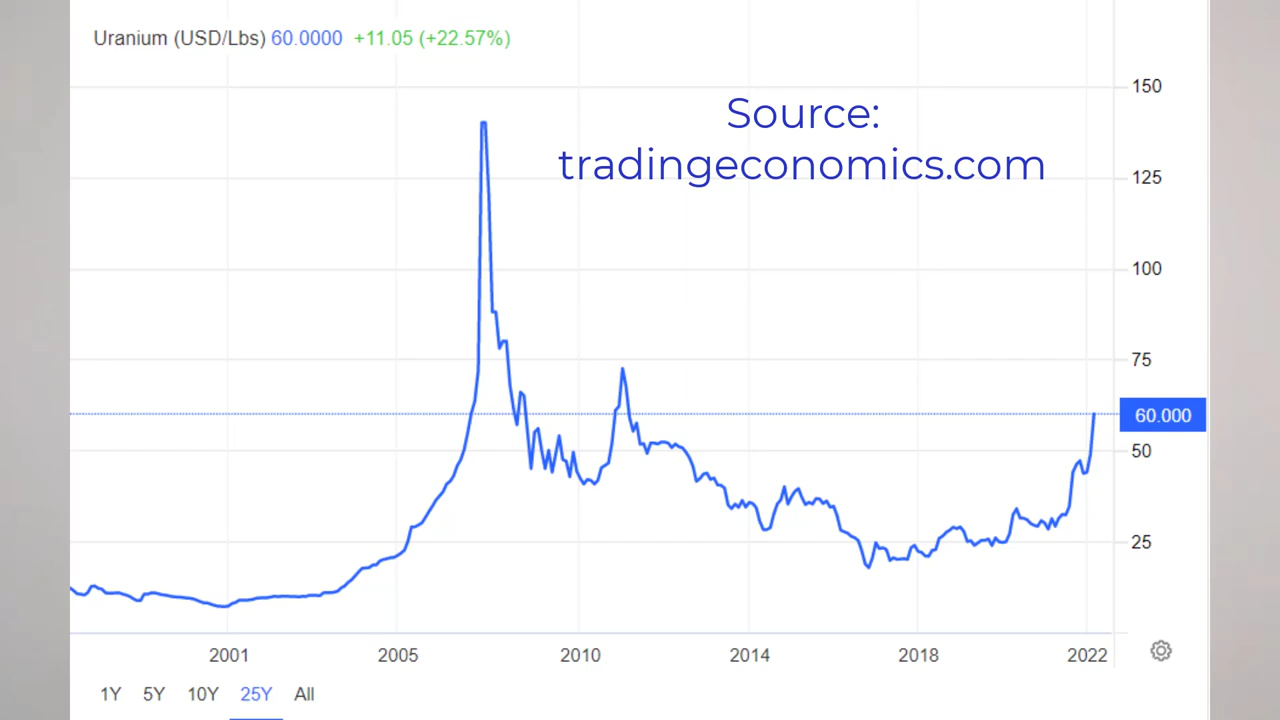 Uranium (USD/Lbs) 60.0000 +11.05 (+22.57%)
Source:
tradingeconomics.com
150
125
100
75
60.000
50
25
2001 2005 2010 2014 2018 2022
1Y 5Y 10Y 25Y All